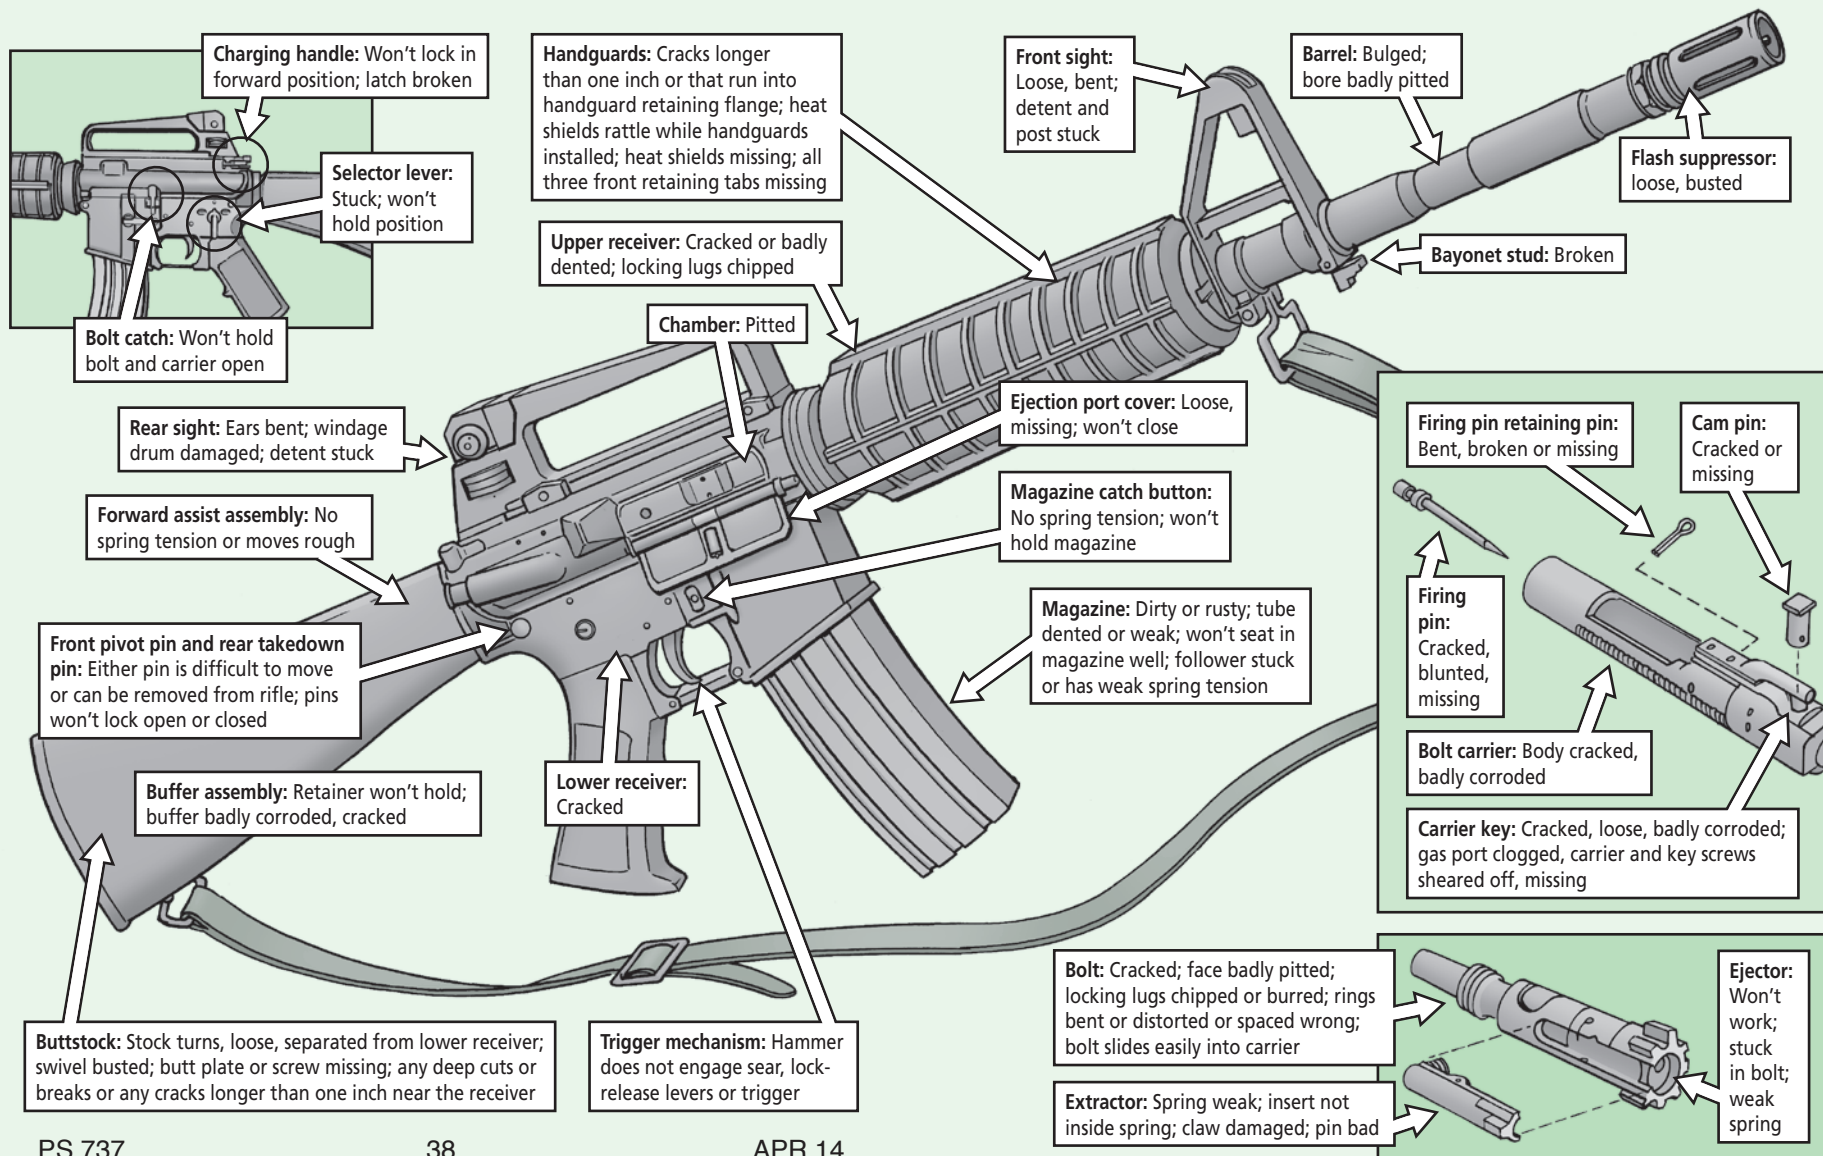 Charging handle: Won't lock in
forward position; latch broken
Selector lever:
Stuck; won't
hold position
Bolt catch: Won't hold
bolt and carrier open
Handguards: Cracks longer
than one inch or that run into
handguard retaining flange; heat
shields rattle while handguards
installed; heat shields missing; all
three front retaining tabs missing
Upper receiver: Cracked or badly
dented; locking lugs chipped
Chamber: Pitted
Front sight:
Loose, bent;
detent and
post stuck
Barrel: Bulged;
bore badly pitted
Flash suppressor:
loose, busted
Bayonet stud: Broken
Rear sight: Ears bent; windage
drum damaged; detent stuck
Ejection port cover: Loose,
missing; won't close
Forward assist assembly: No
spring tension or moves rough
Magazine catch button:
No spring tension; won't
hold magazine
Front pivot pin and rear takedown
pin: Either pin is difficult to move
or can be removed from rifle; pins
won't lock open or closed
Magazine: Dirty or rusty; tube
dented or weak; won't seat in
magazine well; follower stuck
or has weak spring tension
Buffer assembly: Retainer won't hold;
buffer badly corroded, cracked
Lower receiver:
Cracked
Firing pin retaining pin:
Bent, broken or missing
Cam pin:
Cracked or
missing
Firing
pin:
Cracked,
blunted,
missing
Bolt carrier: Body cracked,
badly corroded
Carrier key: Cracked, loose, badly corroded;
gas port clogged, carrier and key screws
sheared off, missing
Buttstock: Stock turns, loose, separated from lower receiver;
swivel busted; butt plate or screw missing; any deep cuts or
breaks or any cracks longer than one inch near the receiver
Trigger mechanism: Hammer
does not engage sear, lock-
release levers or trigger
Bolt: Cracked; face badly pitted;
locking lugs chipped or burred; rings
bent or distorted or spaced wrong;
bolt slides easily into carrier
Extractor: Spring weak; insert not
inside spring; claw damaged; pin bad
Ejector:
Won't
work;
stuck
in bolt;
weak
spring
PS 737
38
APR 14